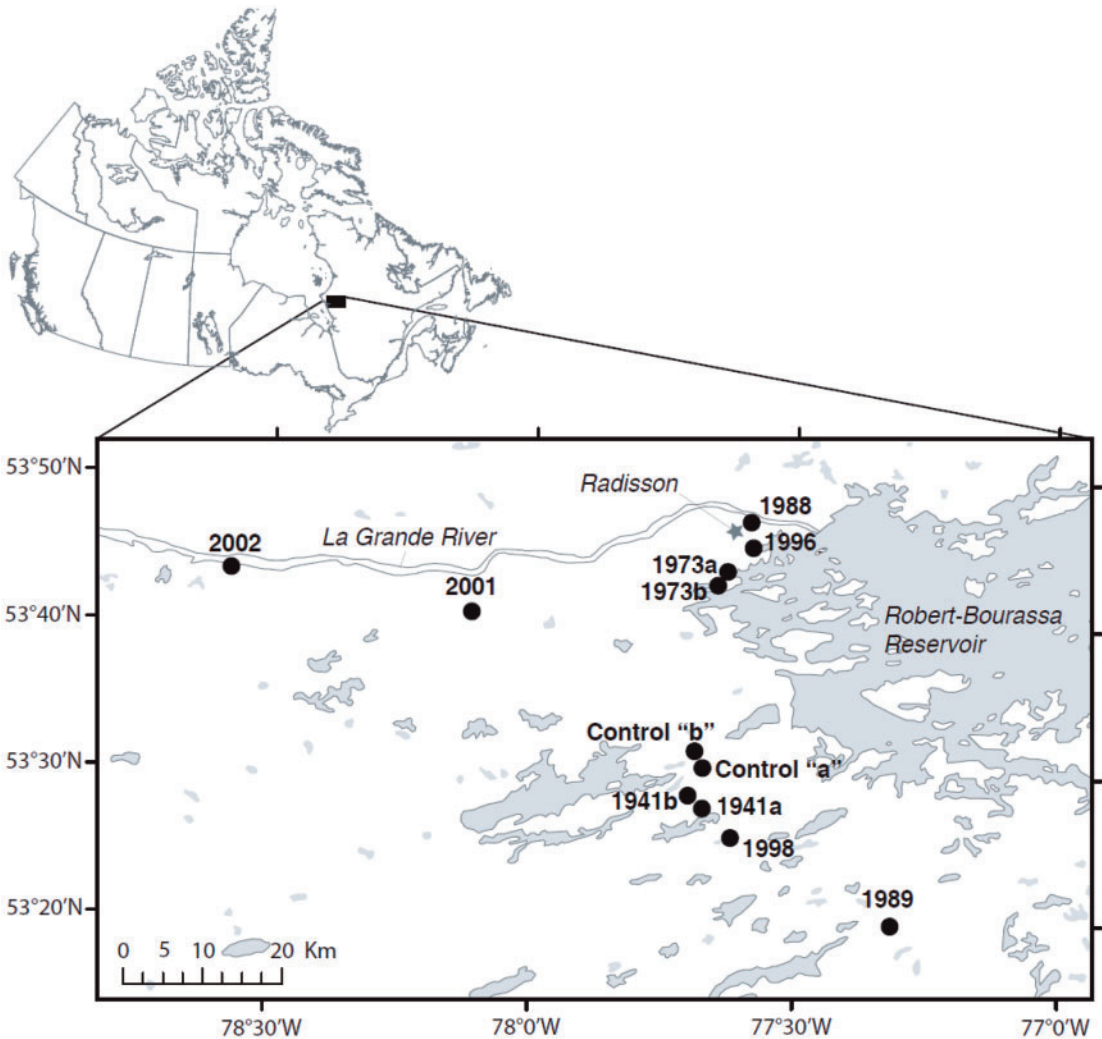 53°50′N
Radisson
1988
2002
La Grande River
1996
1973a
2001
1973b
53°40′N
Robert-Bourassa
Reservoir
Control “b”
53°30′N
Control “a”
1941b
1941a
1998
1989
53°20′N
0 5 10 20 Km
78°30′W
78°0′W
77°30′W
77°0′W